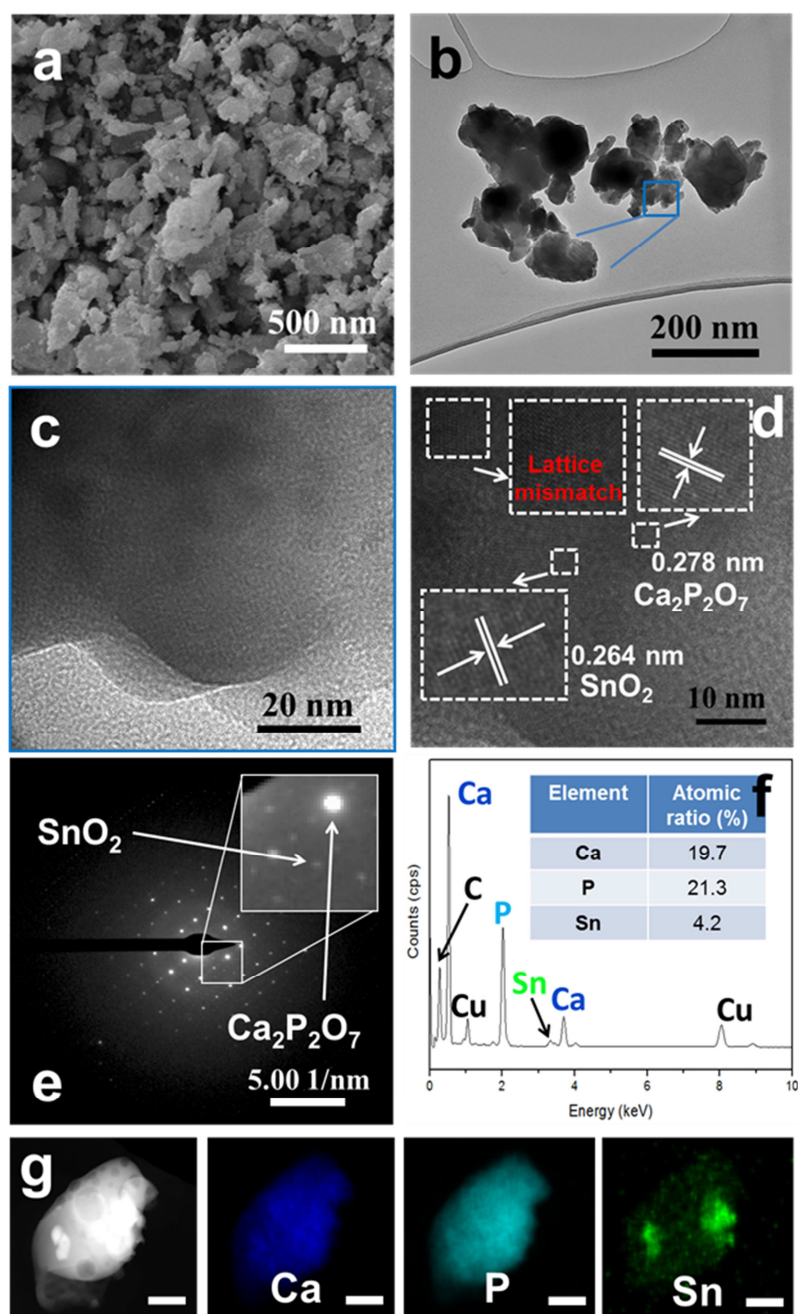 a
500 nm
b
200 nm
c
20 nm
d
Lattice
mismatch
0.278 nm
Ca₂P₂O₇
0.264 nm
SnO₂
10 nm
e
SnO₂
Ca₂P₂O₇
5.00 1/nm
f
Element Atomic
ratio (%)
Ca 19.7
P 21.3
Sn 4.2
Counts (cps)
Ca
C
P
Cu
Sn
Ca
Cu
0 2 4 6 8 10
Energy (keV)
g
Ca
P
Sn